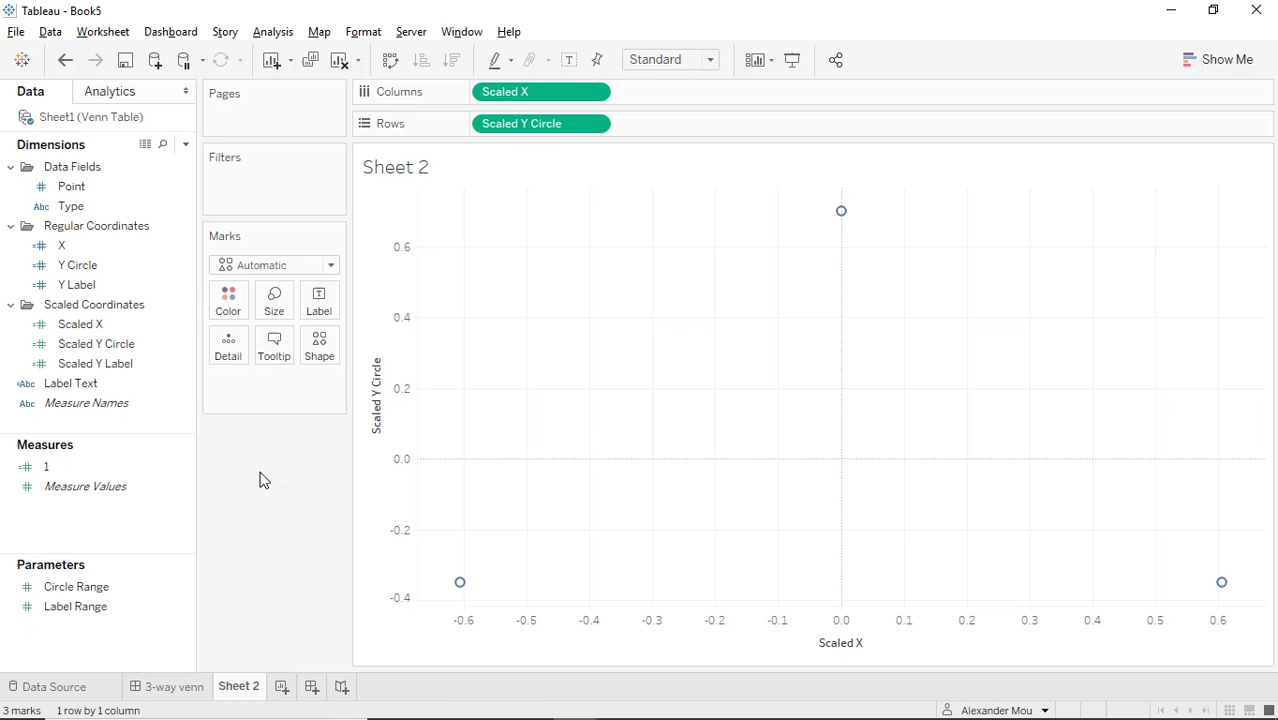 Tableau - Book5
File Data Worksheet Dashboard Story Analysis Map Format Server Window Help
Standard
Show Me
Data Analytics
Sheet1 (Venn Table)
Dimensions
Data Fields
Point
Abc Type
Regular Coordinates
X
Y Circle
Y Label
Scaled Coordinates
Scaled X
Scaled Y Circle
Scaled Y Label
Abc Label Text
Abc Measure Names
Measures
1
Measure Values
Parameters
Circle Range
Label Range
Pages
Filters
Marks
Automatic
Color Size Label
Detail Tooltip Shape
Columns Scaled X
Rows Scaled Y Circle
Sheet 2
0.6
0.4
0.2
0.0
-0.2
-0.4
Scaled Y Circle
-0.6 -0.5 -0.4 -0.3 -0.2 -0.1 0.0 0.1 0.2 0.3 0.4 0.5 0.6
Scaled X
Data Source 3-way venn Sheet 2
3 marks 1 row by 1 column Alexander Mou